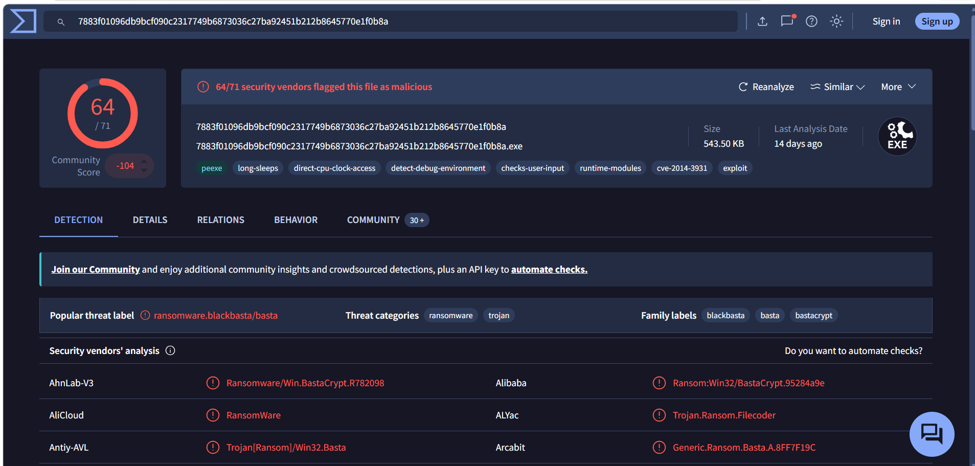 7883f01096db9bcf090c2317749b6873036c27ba92451b212b8645770e1f0b8a
Sign in
Sign up
64
/ 71
Community Score
-104
64/71 security vendors flagged this file as malicious
Reanalyze
Similar
More
7883f01096db9bcf090c2317749b6873036c27ba92451b212b8645770e1f0b8a
7883f01096db9bcf090c2317749b6873036c27ba92451b212b8645770e1f0b8a.exe
Size
543.50 KB
Last Analysis Date
14 days ago
EXE
peexe
long-sleeps
direct-cpu-clock-access
detect-debug-environment
checks-user-input
runtime-modules
cve-2014-3931
exploit
DETECTION
DETAILS
RELATIONS
BEHAVIOR
COMMUNITY 30 +
Join our Community and enjoy additional community insights and crowdsourced detections, plus an API key to automate checks.
Popular threat label ransomware.blackbasta/basta
Threat categories ransomware trojan
Family labels blackbasta basta bastacrypt
Security vendors' analysis
Do you want to automate checks?
AhnLab-V3 Ransomware/Win.BastaCrypt.R782098
Alibaba Ransom:Win32/BastaCrypt.95284a9e
AliCloud RansomWare
ALYac Trojan.Ransom.Filecoder
Antiy-AVL Trojan[Ransom]/Win32.Basta
Arcabit Generic.Ransom.Basta.A.8FF7F19C